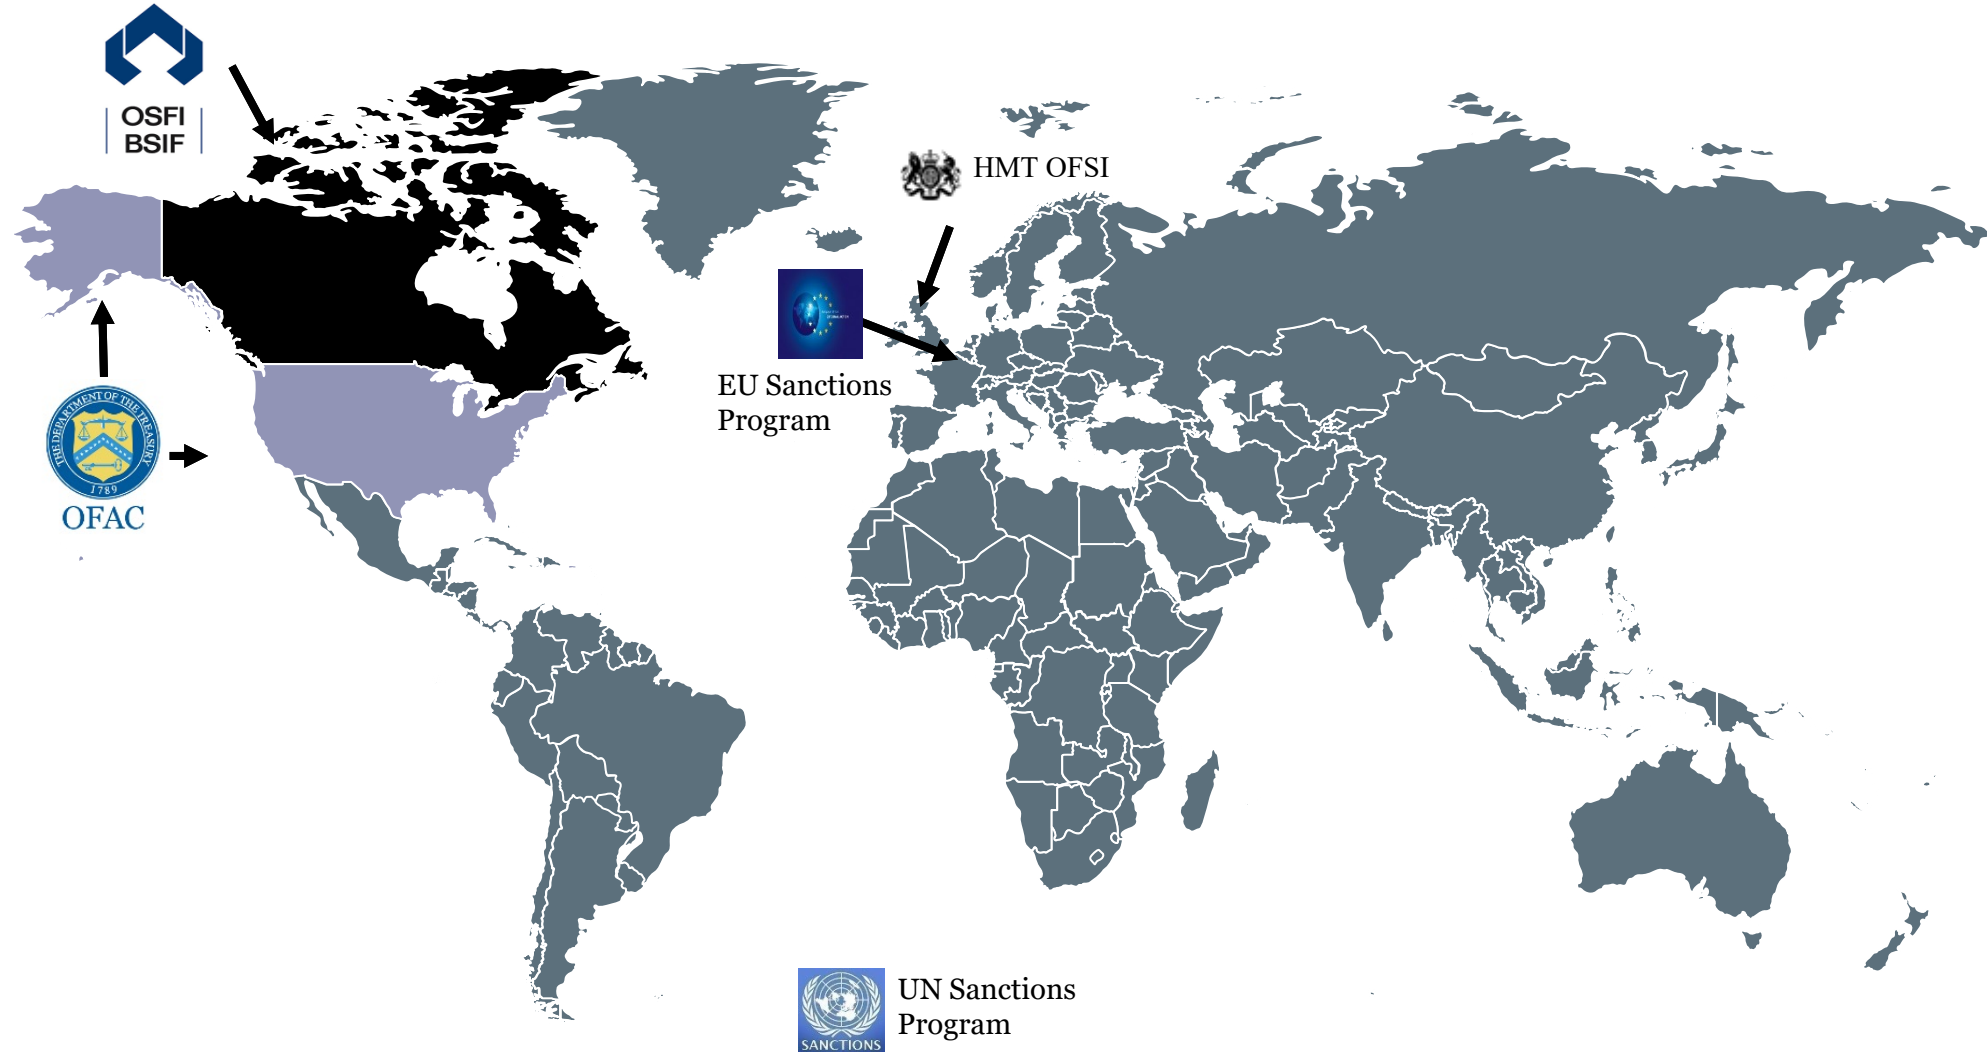 OSFI
BSIF
HMT OFSI
EU Sanctions
Program
THE DEPARTMENT OF THE TREASURY
1789
OFAC
UN Sanctions
Program
SANCTIONS